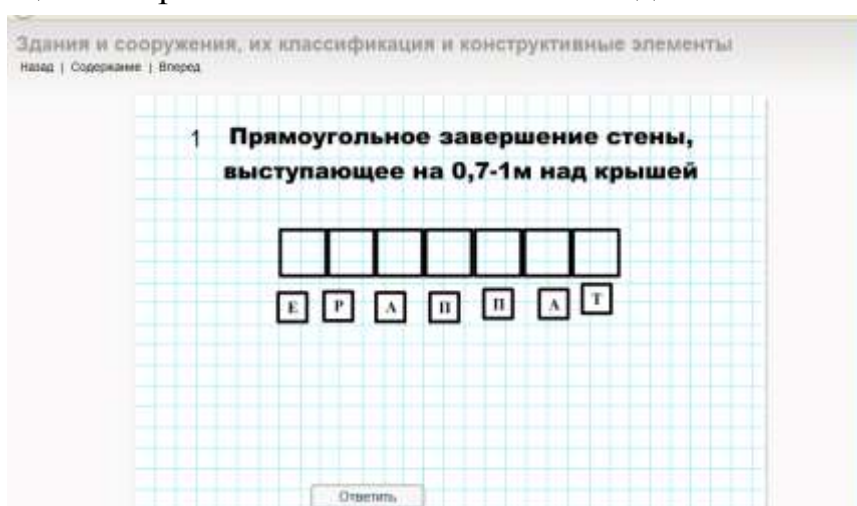 Здания и сооружения, их классификация и конструктивные элементы
Назад | Содержание | Вперед
1 Прямоугольное завершение стены,
выступающее на 0,7-1м над крышей
Е Р А П П А Т
Ответить